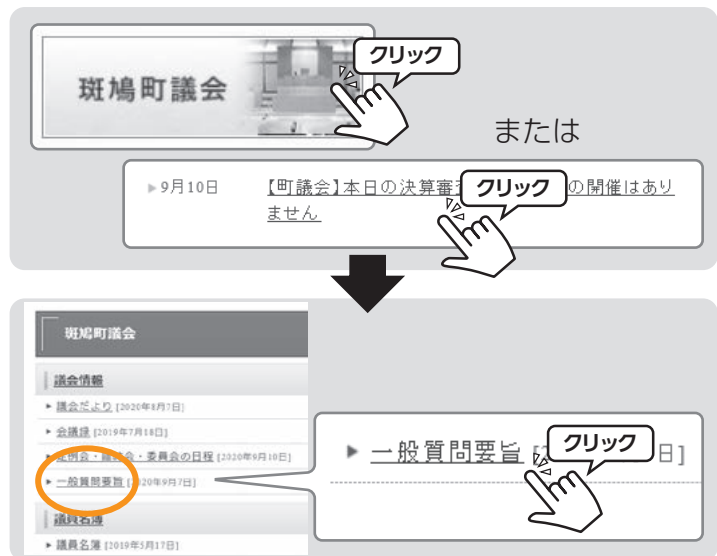 斑鳩町議会
クリック
または
▶9月10日 【町議会】本日の決算審 クリック の開催はあり
ません
斑鳩町議会
議会情報
▶ 議会だより [2020年8月7日]
▶ 会議録 [2019年7月18日]
▶ 定例会・臨時会・委員会の日程 [2020年9月10日]
▶ 一般質問要旨 [2020年9月7日]
議員名簿
▶ 議員名簿 [2019年5月17日]
▶ 一般質問要旨 [ クリック 日]